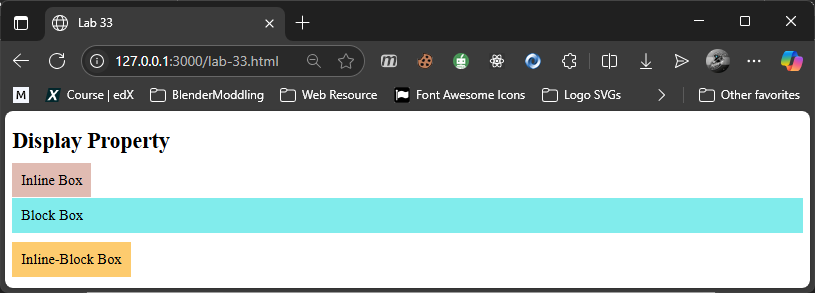 Lab 33
127.0.0.1:3000/lab-33.html
M Course | edX BlenderModdling Web Resource Font Awesome Icons Logo SVGs Other favorites
Display Property
Inline Box
Block Box
Inline-Block Box